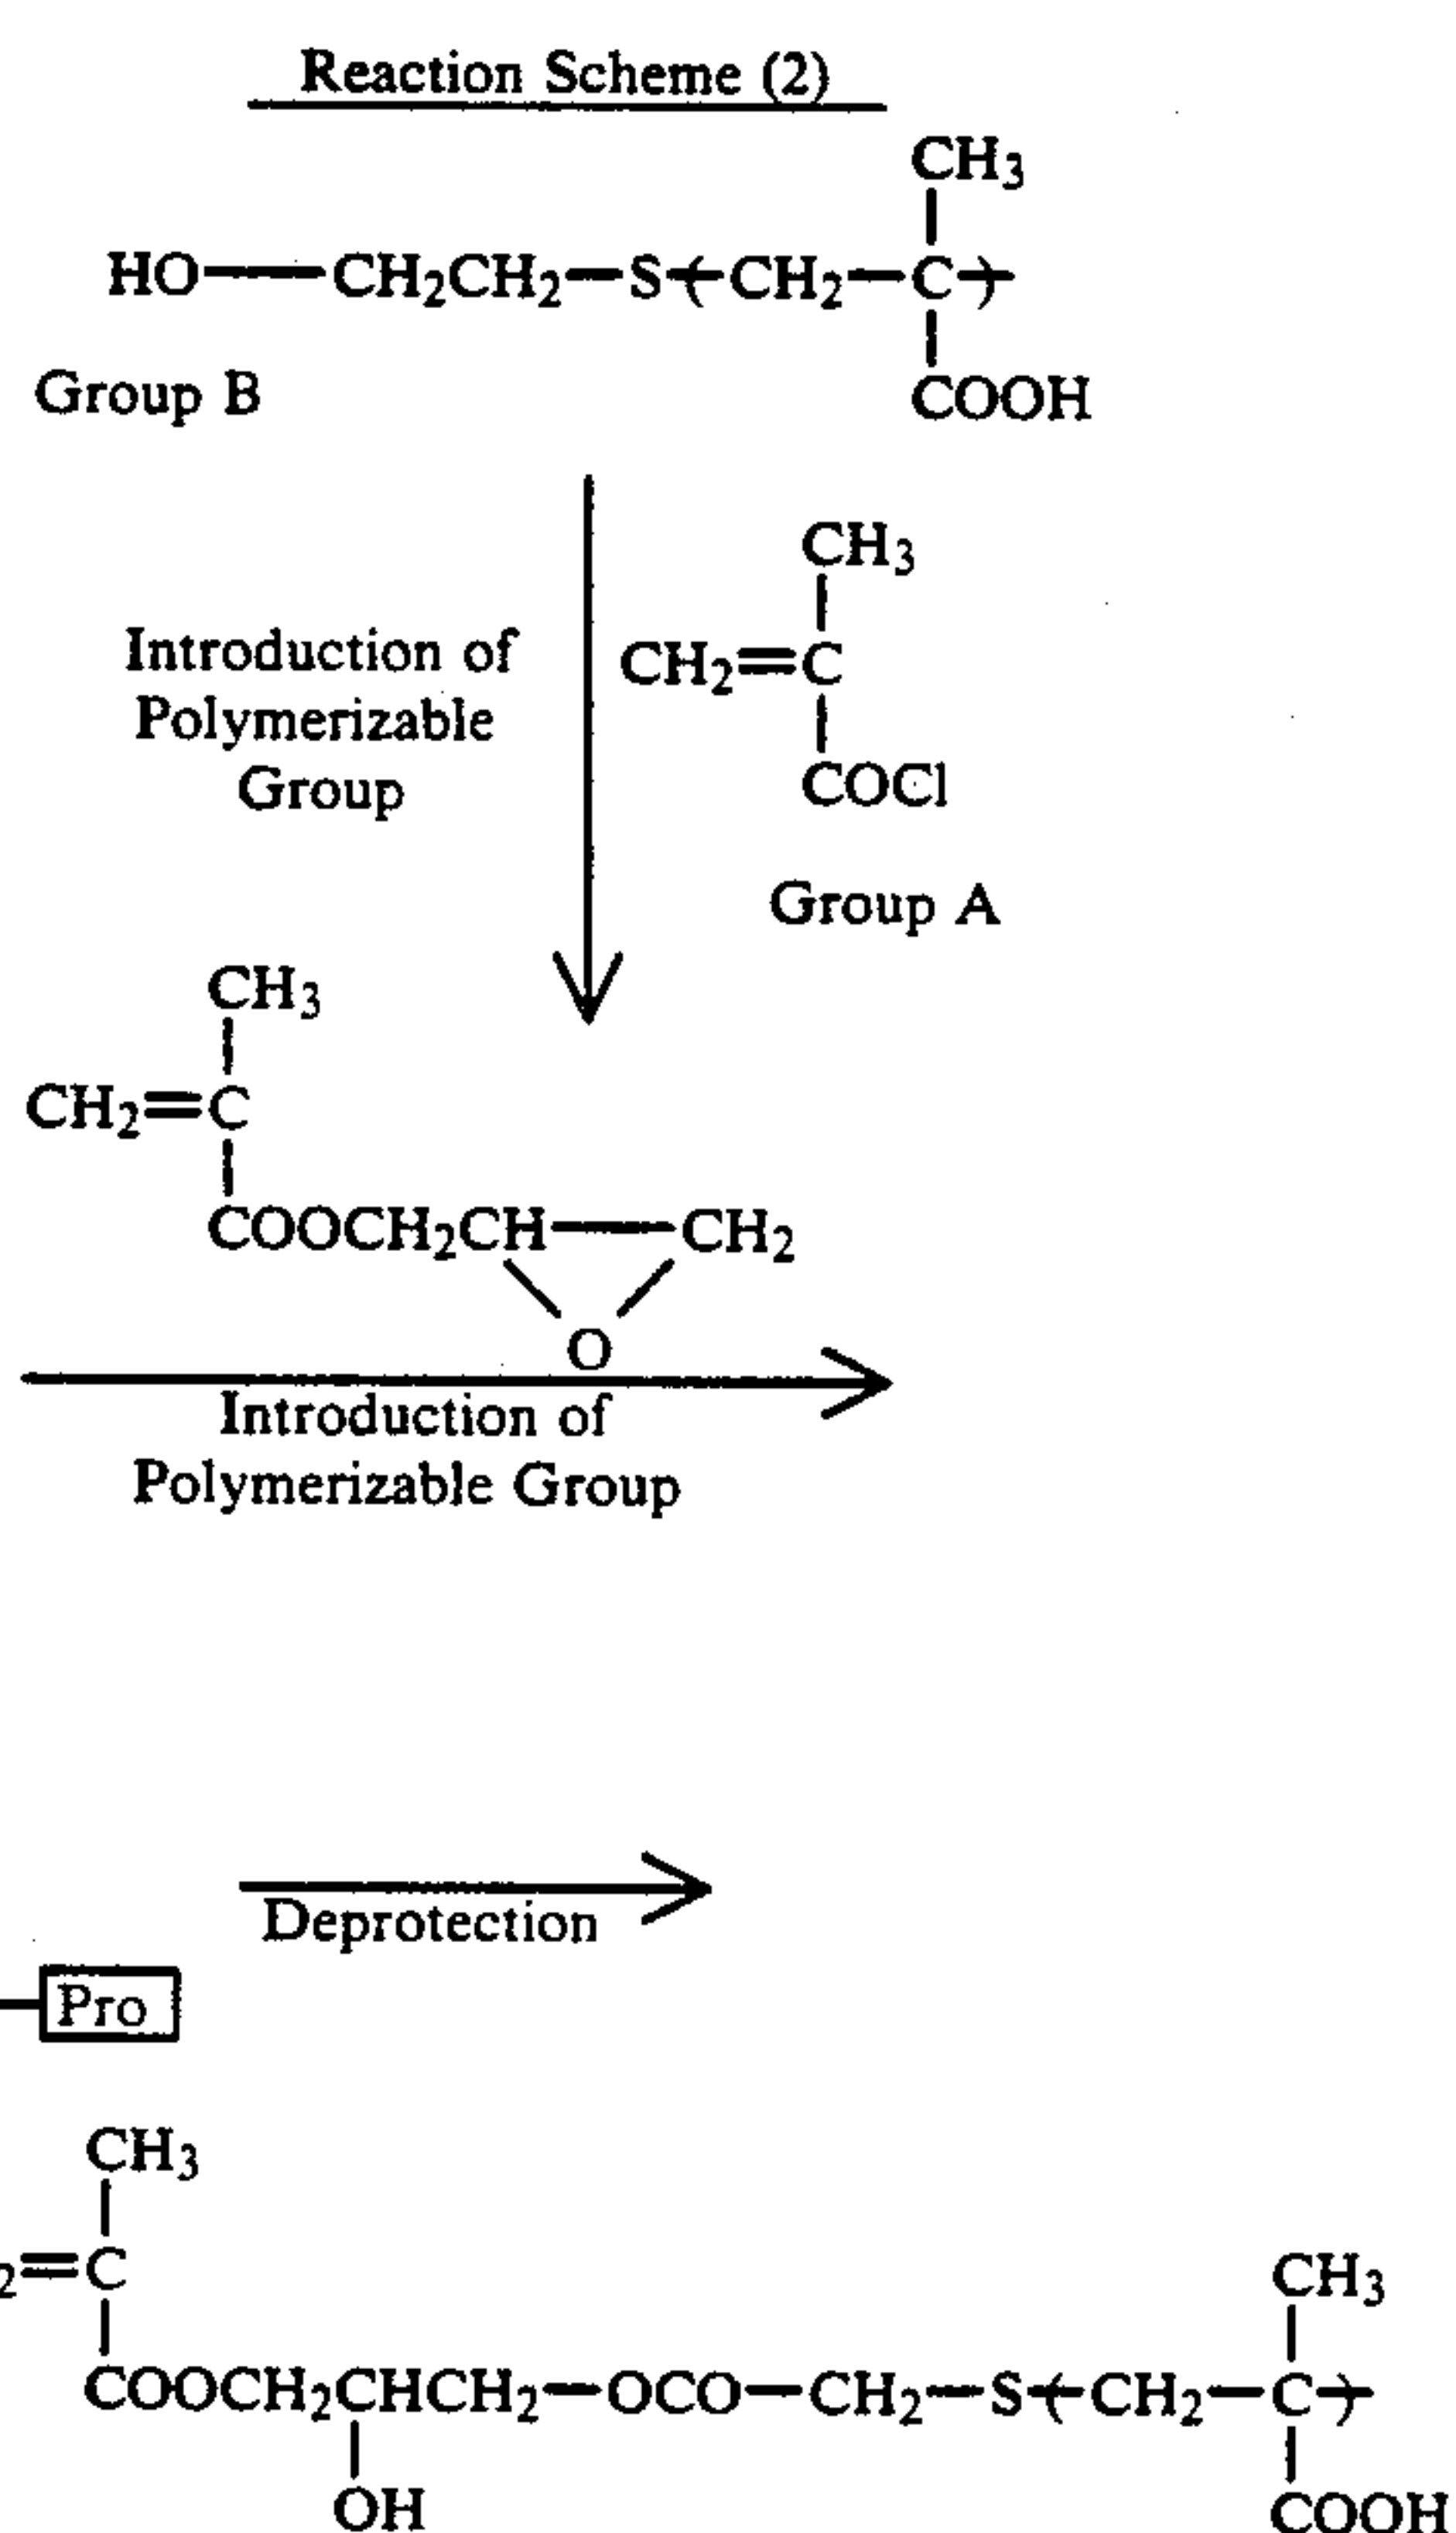 Reaction Scheme (2)
CH3
HO—CH2CH2—S-(-CH2—C-)-
Group B
COOH
CH3
Introduction of
Polymerizable
Group
CH2=C
COCl
Group A
CH3
CH2=C
COOCH2CH—CH2
O
Introduction of
Polymerizable Group
Deprotection
Pro
CH3
2=C
CH3
COOCH2CHCH2—OCO—CH2—S-(-CH2—C-)-
OH
COOH